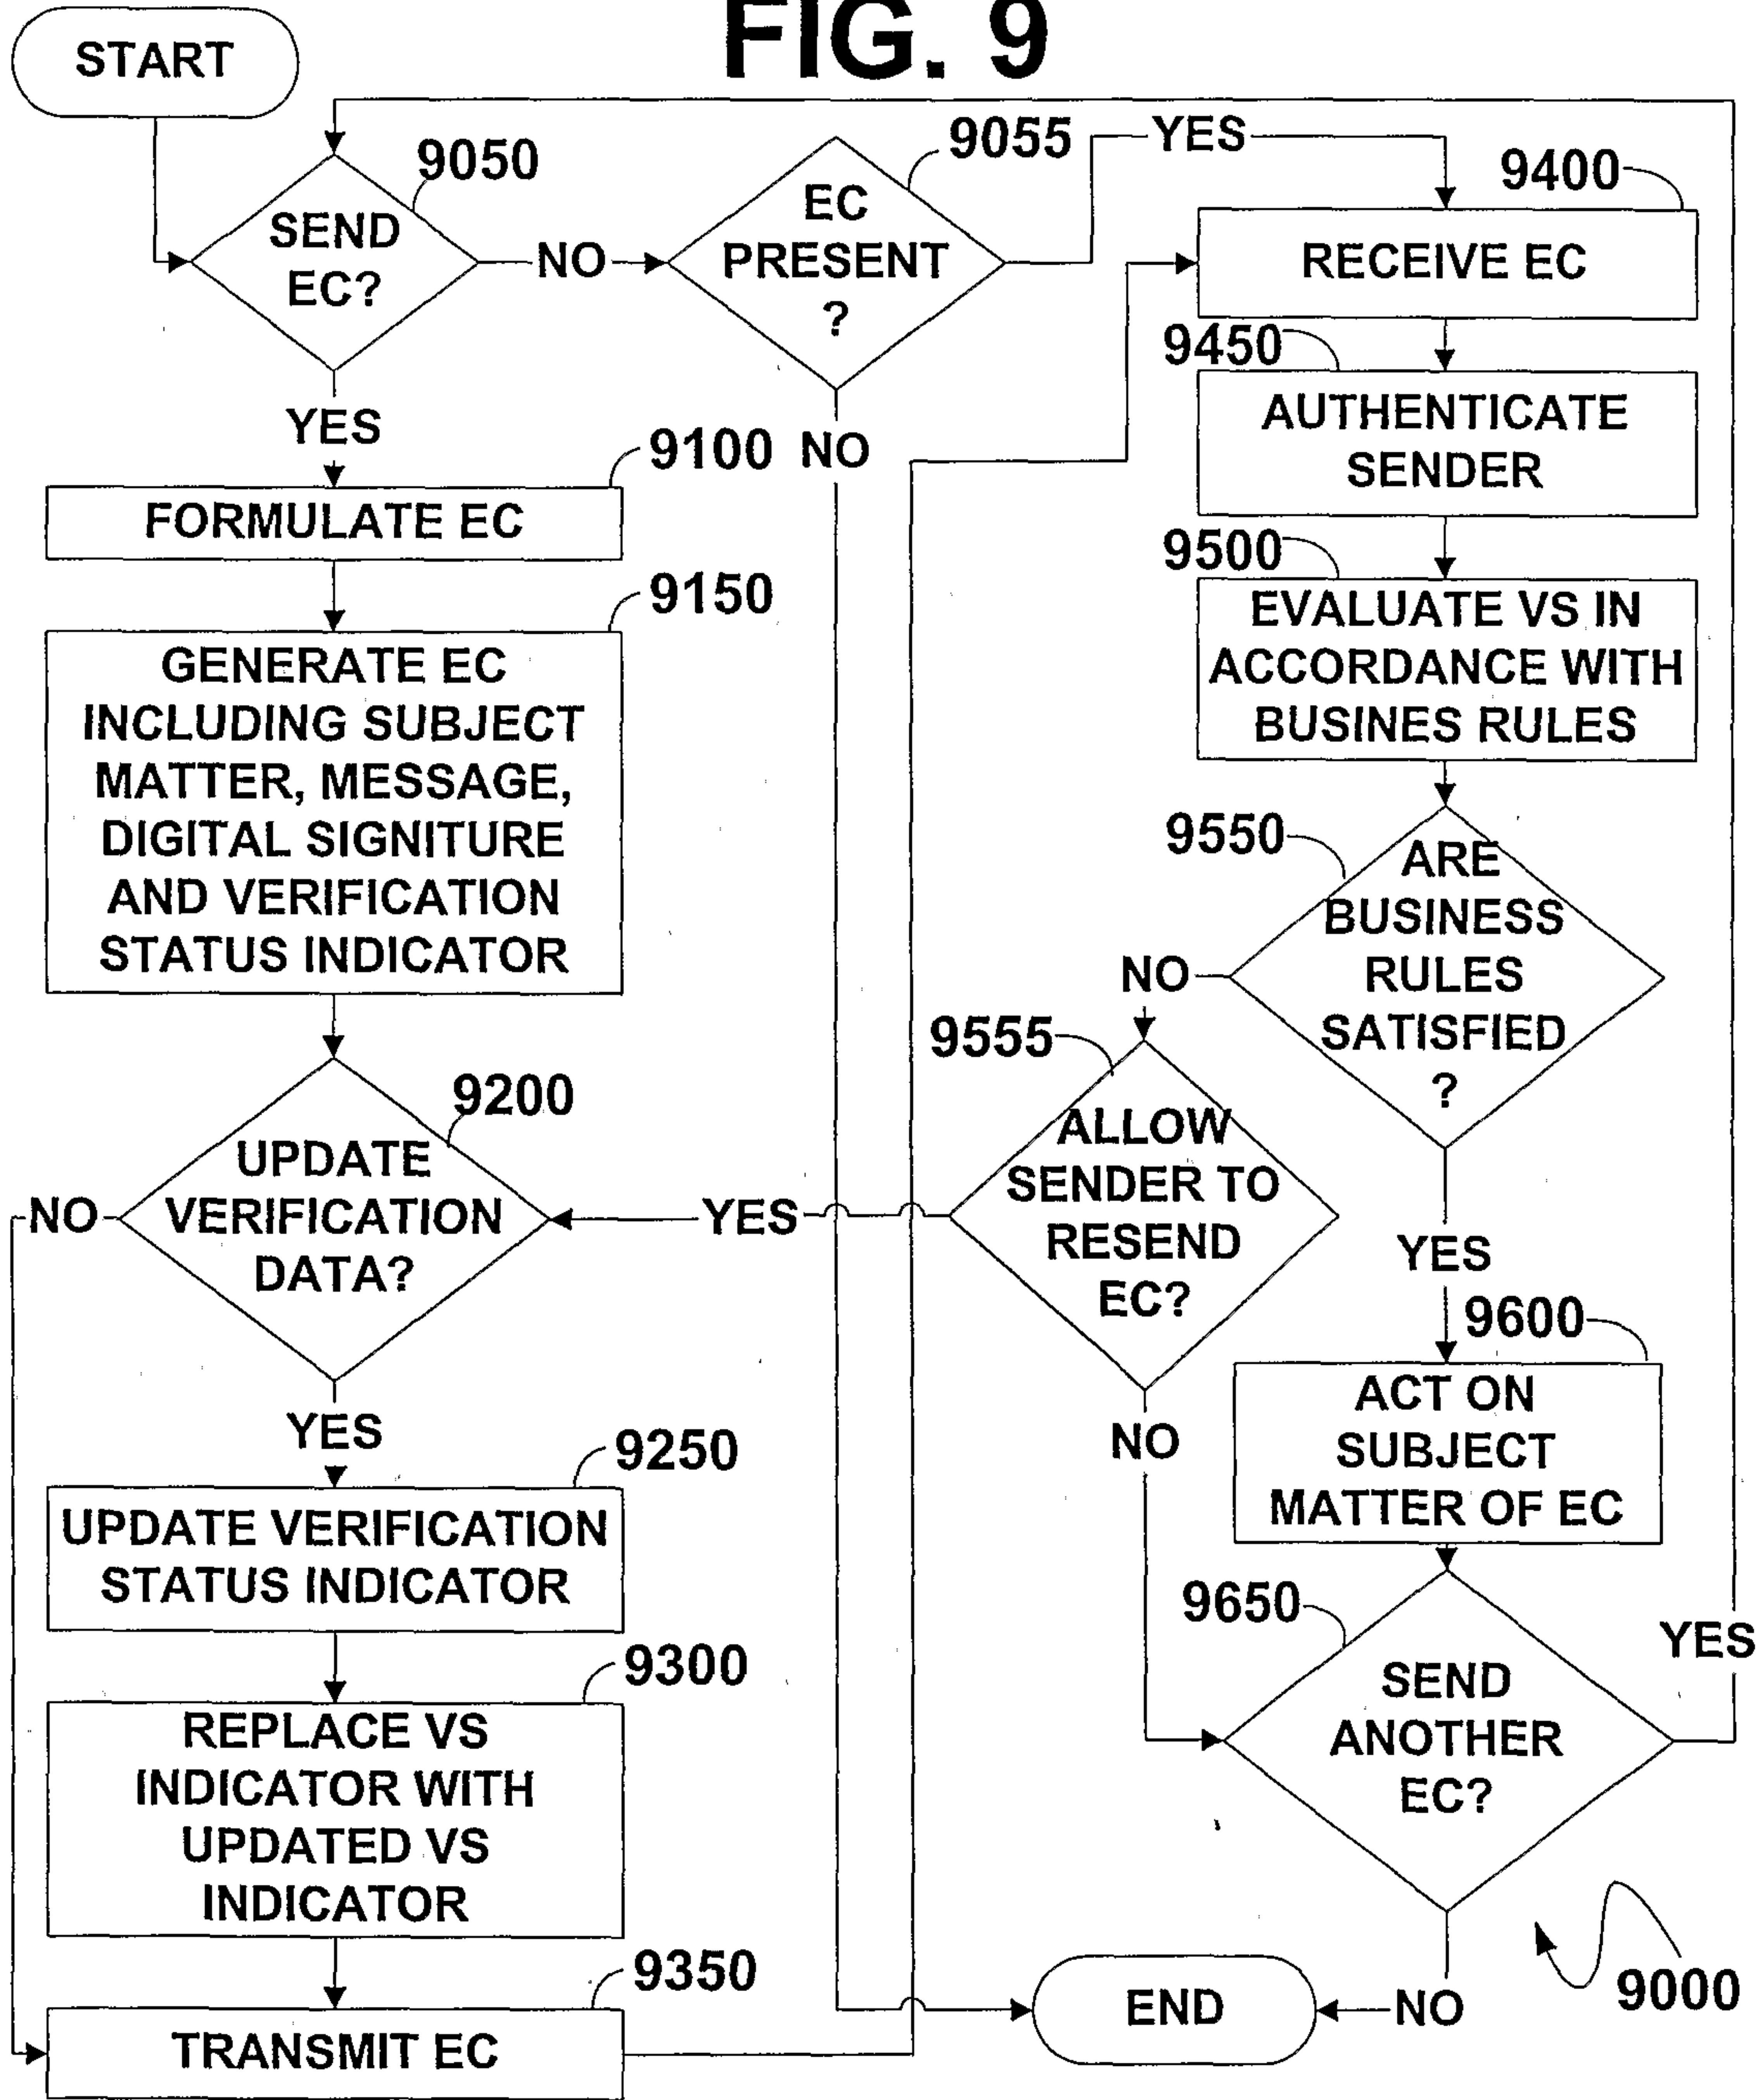 FIG. 9
START
9050
SEND
EC?
NO
9055
EC
PRESENT
?
YES
9400
RECEIVE EC
YES
9100
NO
FORMULATE EC
9450
AUTHENTICATE
SENDER
9150
GENERATE EC
INCLUDING SUBJECT
MATTER, MESSAGE,
DIGITAL SIGNITURE
AND VERIFICATION
STATUS INDICATOR
9500
EVALUATE VS IN
ACCORDANCE WITH
BUSINES RULES
9550
ARE
BUSINESS
RULES
SATISFIED
?
NO
9555
ALLOW
SENDER TO
RESEND
EC?
YES
9200
UPDATE
VERIFICATION
DATA?
NO
YES
9250
UPDATE VERIFICATION
STATUS INDICATOR
9300
REPLACE VS
INDICATOR WITH
UPDATED VS
INDICATOR
9350
TRANSMIT EC
YES
9600
ACT ON
SUBJECT
MATTER OF EC
NO
9650
SEND
ANOTHER
EC?
YES
NO
END
9000